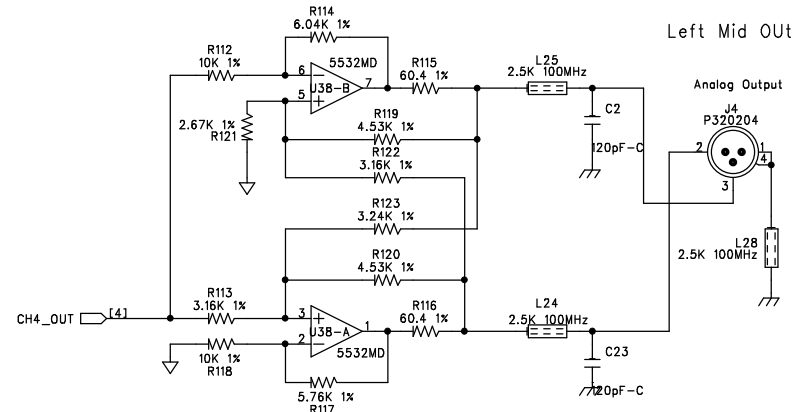 R114
6.04K 1%
Left Mid OUt
R112
10K 1%
5532MD
R115
60.4 1%
L25
2.5K 100MHz
6
7
U38-B
5
Analog Output
J4
P320204
C2
120pF-C
2.67K 1%
R121
R119
4.53K 1%
R122
3.16K 1%
2
1
4
3
R123
3.24K 1%
R120
4.53K 1%
L28
2.5K 100MHz
CH4_OUT
[4]
R113
3.16K 1%
3
U38-A
1
2
5532MD
R116
60.4 1%
L24
2.5K 100MHz
10K 1%
R118
C23
120pF-C
5.76K 1%
R117